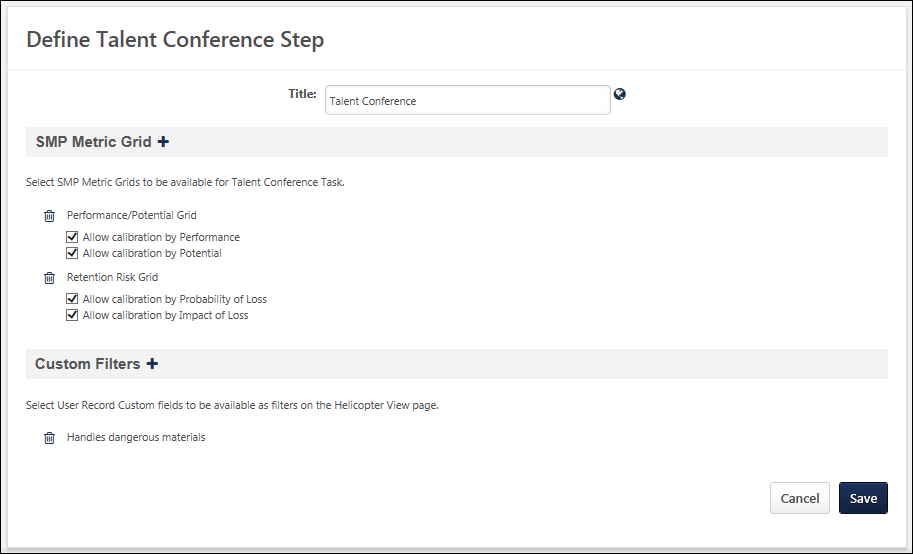 Define Talent Conference Step
Title: Talent Conference
SMP Metric Grid
Select SMP Metric Grids to be available for Talent Conference Task.
Performance/Potential Grid
Allow calibration by Performance
Allow calibration by Potential
Retention Risk Grid
Allow calibration by Probability of Loss
Allow calibration by Impact of Loss
Custom Filters
Select User Record Custom fields to be available as filters on the Helicopter View page.
Handles dangerous materials
Cancel Save